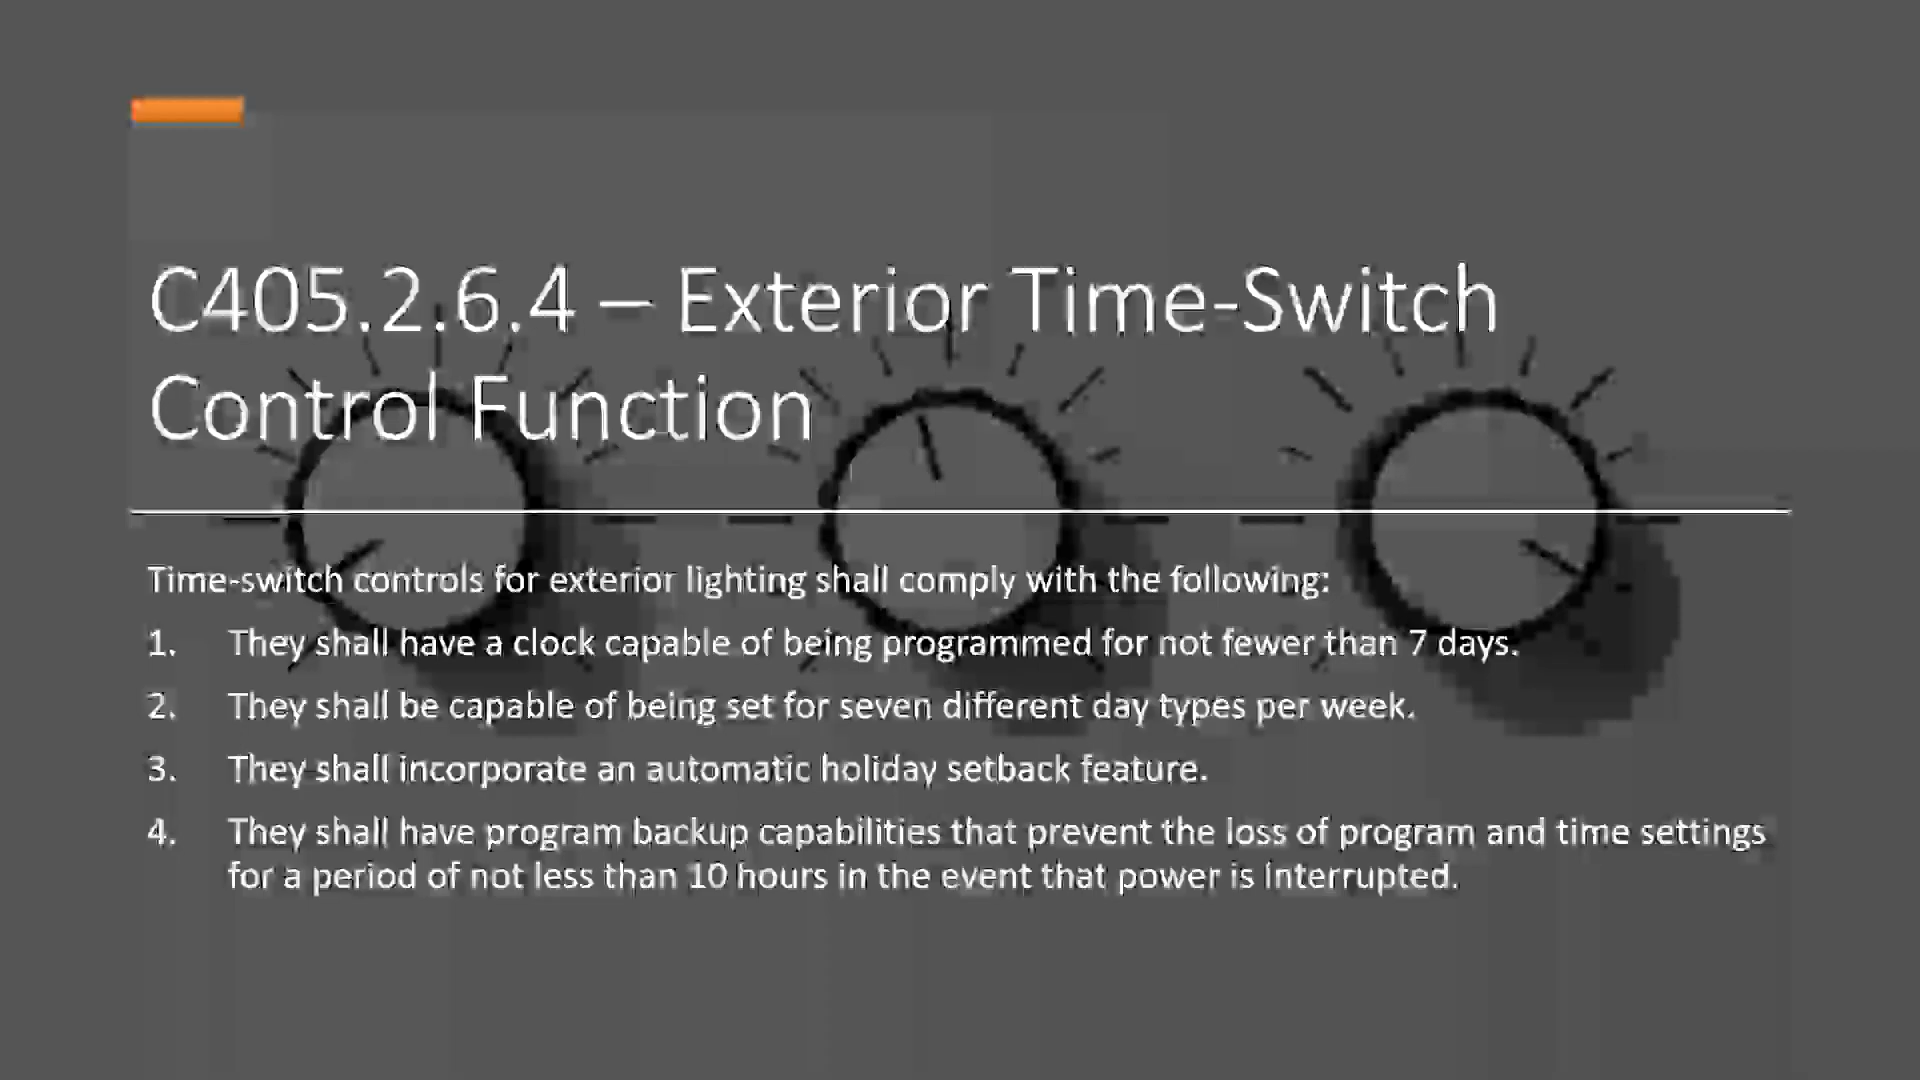 C405.2.6.4 – Exterior Time-Switch
Control Function
Time-switch controls for exterior lighting shall comply with the following:
1. They shall have a clock capable of being programmed for not fewer than 7 days.
2. They shall be capable of being set for seven different day types per week.
3. They shall incorporate an automatic holiday setback feature.
4. They shall have program backup capabilities that prevent the loss of program and time settings
for a period of not less than 10 hours in the event that power is interrupted.